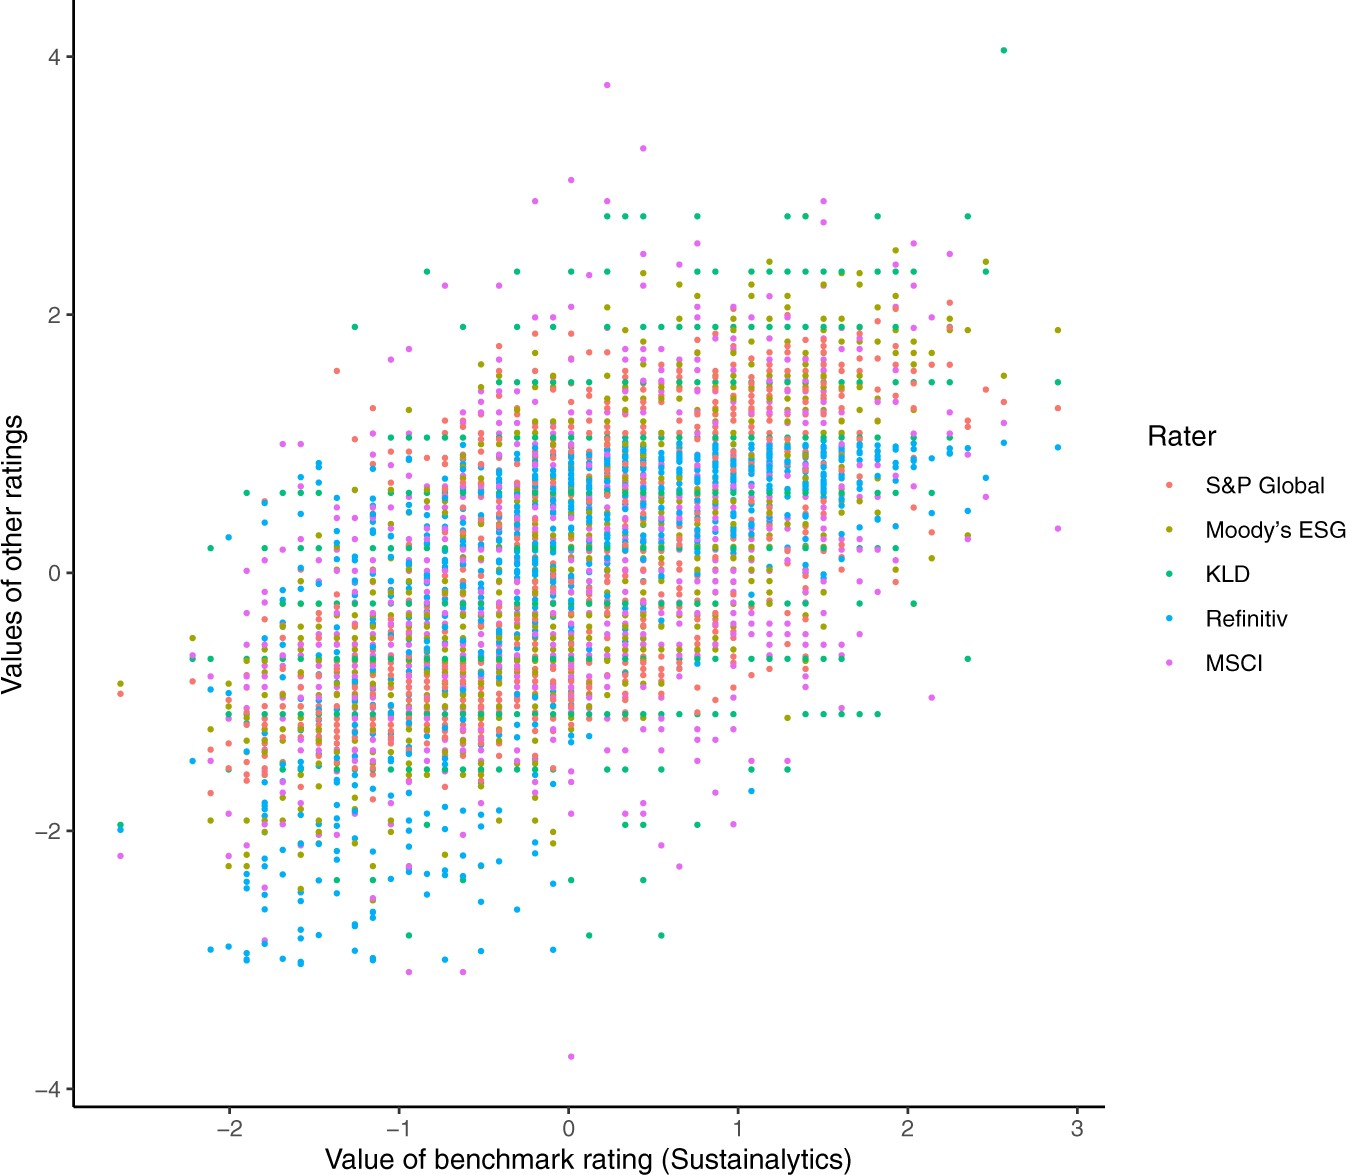 Values of other ratings
4
2
0
−2
−4
−2
−1
0
1
2
3
Value of benchmark rating (Sustainalytics)
Rater
S&P Global
Moody's ESG
KLD
Refinitiv
MSCI